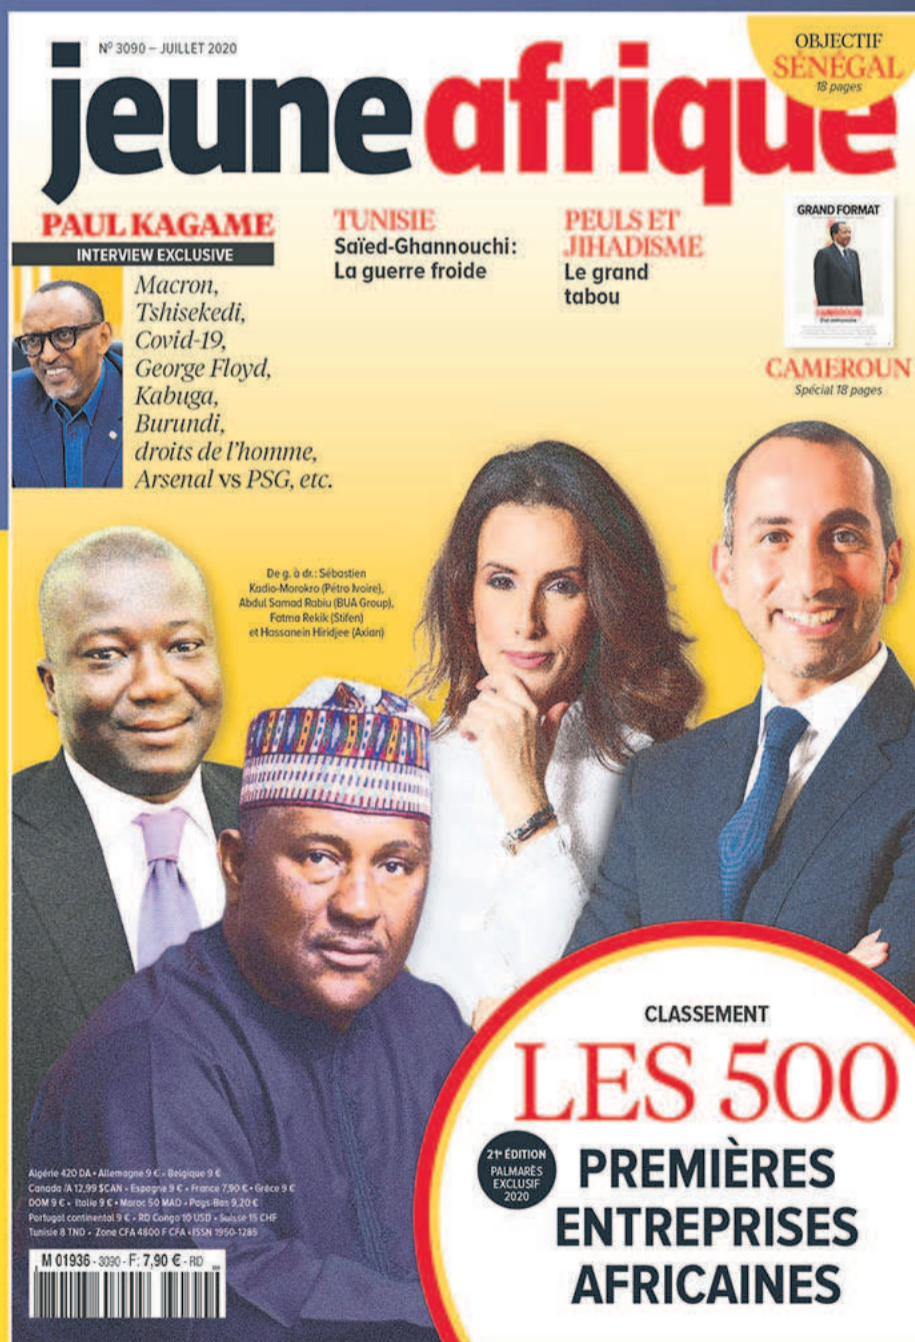 N° 3090 – JUILLET 2020
jeune afrique
OBJECTIF
SÉNÉGAL
18 pages
PAUL KAGAME
INTERVIEW EXCLUSIVE
Macron,
Tshisekedi,
Covid-19,
George Floyd,
Kabuga,
Burundi,
droits de l’homme,
Arsenal vs PSG, etc.
TUNISIE
Saïed-Ghannouchi :
La guerre froide
PEULS ET
JIHADISME
Le grand
tabou
GRAND FORMAT
CAMEROUN
CAMEROUN
Spécial 18 pages
De g. à dr. : Sébastien
Kadio-Morokro (Pétro Ivoire),
Abdul Samad Rabiu (BUA Group),
Fatma Rekik (Stifen)
et Hassanein Hiridjee (Axian)
CLASSEMENT
LES 500
21e ÉDITION
PALMARÈS
EXCLUSIF
2020
PREMIÈRES
ENTREPRISES
AFRICAINES
Algérie 420 DA • Allemagne 9 € • Belgique 9 €
Canada /A 12,99 $CAN • Espagne 9 € • France 7,90 € • Grèce 9 €
DOM 9 € • Italie 9 € • Maroc 50 MAD • Pays-Bas 9,20 €
Portugal continental 9 € • RD Congo 10 USD • Suisse 15 CHF
Tunisie 8 TND • Zone CFA 4800 F CFA • ISSN 1950-1285
M 01936 - 3090 - F: 7,90 € - RD